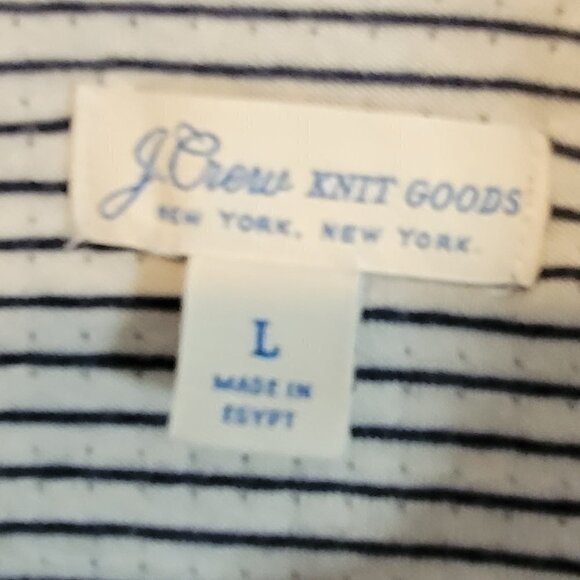 J.Crew KNIT GOODS
NEW YORK, NEW YORK
L
MADE IN
EGYPT